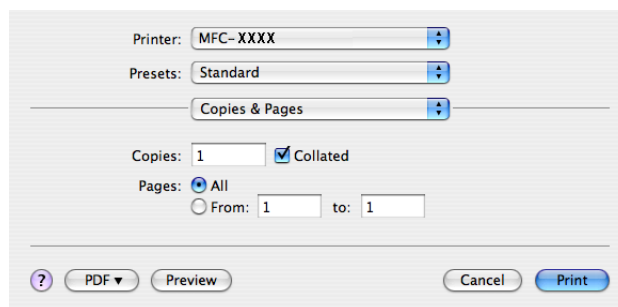 Printer: MFC-XXXX
Presets: Standard
Copies & Pages
Copies: 1 Collated
Pages: All
From: 1 to: 1
? PDF ▼ Preview Cancel Print